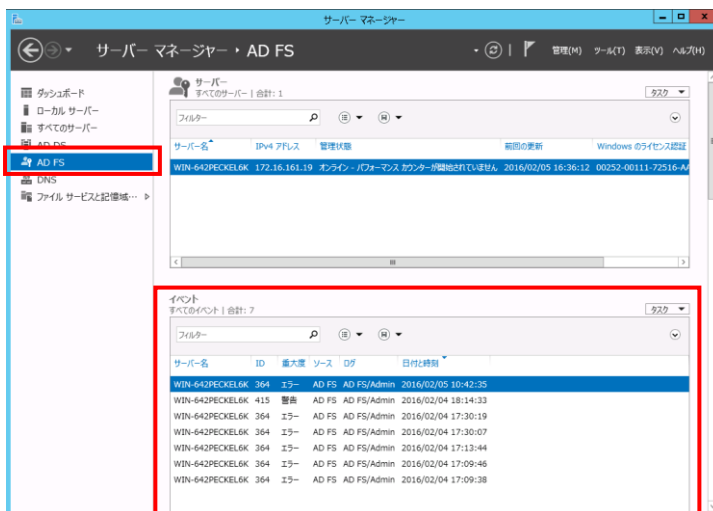 サーバー マネージャー
サーバー マネージャー ・ AD FS
管理(M) ツール(T) 表示(V) ヘルプ(H)
ダッシュボード
ローカル サーバー
すべてのサーバー
AD DS
AD FS
DNS
ファイル サービスと記憶域…
サーバー
すべてのサーバー | 合計: 1
タスク
フィルター
サーバー名 IPv4 アドレス 管理状態 前回の更新 Windows のライセンス認証
WIN-642PECKEL6K 172.16.161.19 オンライン - パフォーマンス カウンターが開始されていません 2016/02/05 16:36:12 00252-00111-72516-A
イベント
すべてのイベント | 合計: 7
タスク
フィルター
サーバー名 ID 重大度 ソース ログ 日付と時刻
WIN-642PECKEL6K 364 エラー AD FS AD FS/Admin 2016/02/05 10:42:35
WIN-642PECKEL6K 415 警告 AD FS AD FS/Admin 2016/02/04 18:14:33
WIN-642PECKEL6K 364 エラー AD FS AD FS/Admin 2016/02/04 17:30:19
WIN-642PECKEL6K 364 エラー AD FS AD FS/Admin 2016/02/04 17:30:07
WIN-642PECKEL6K 364 エラー AD FS AD FS/Admin 2016/02/04 17:13:44
WIN-642PECKEL6K 364 エラー AD FS AD FS/Admin 2016/02/04 17:09:46
WIN-642PECKEL6K 364 エラー AD FS AD FS/Admin 2016/02/04 17:09:38